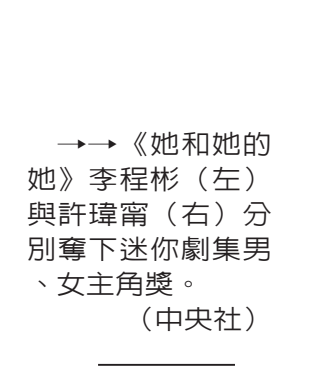 →→《她和她的
她》李程彬（左）
與許瑋甯（右）分
別奪下迷你劇集男
、女主角獎。
（中央社）